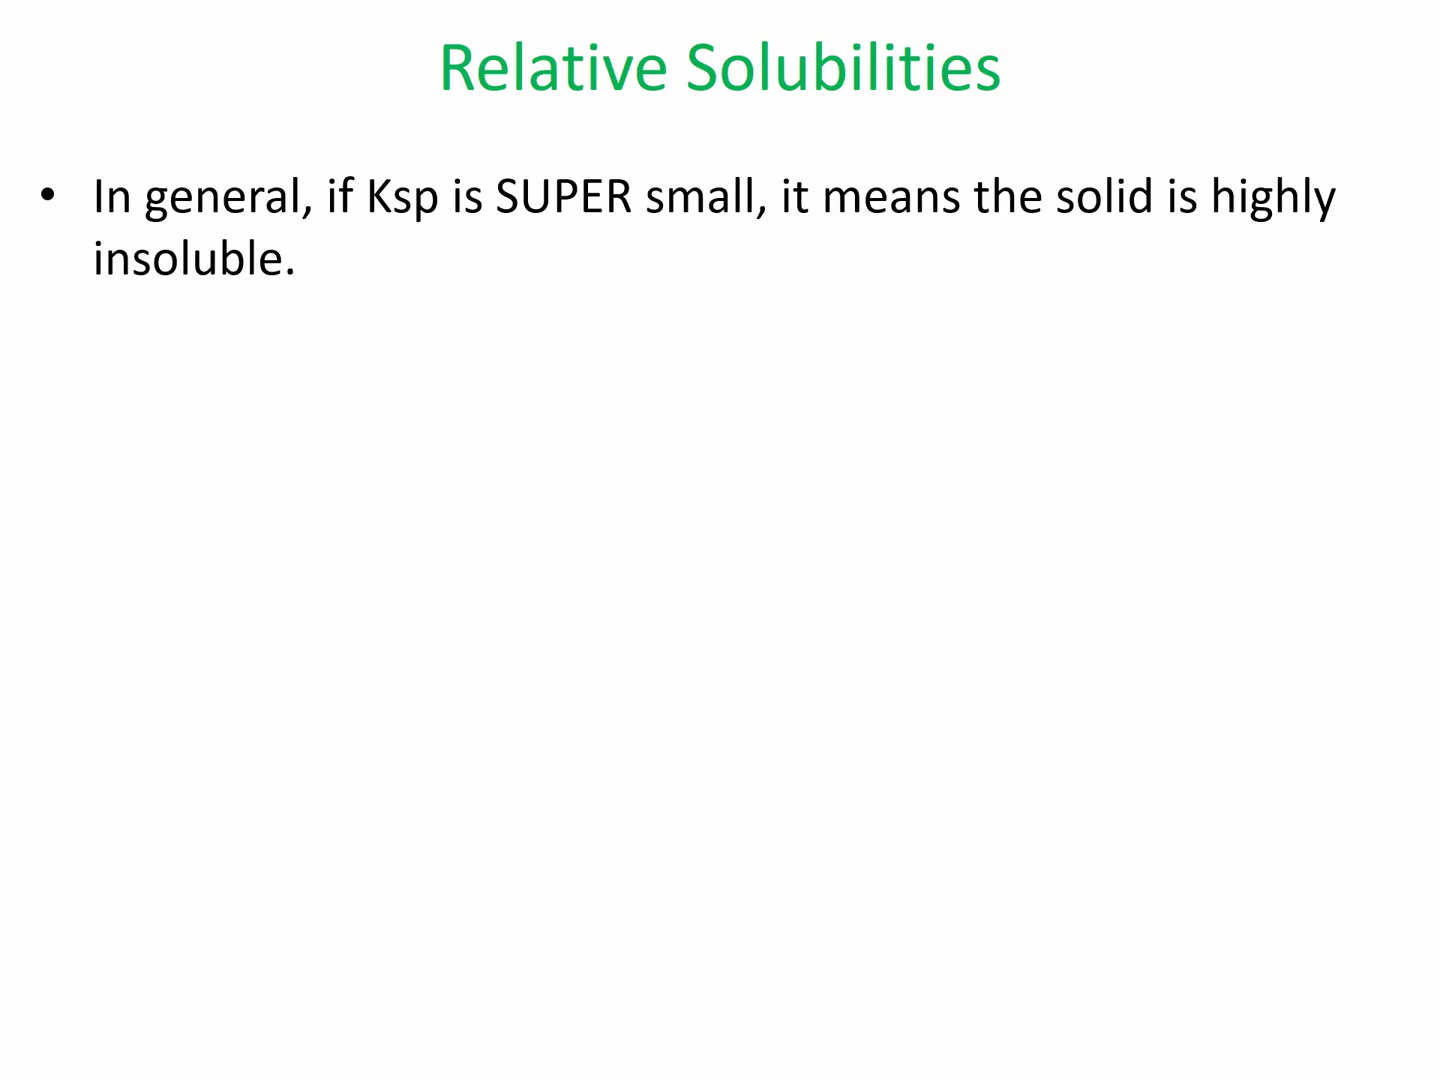 Relative Solubilities
• In general, if Ksp is SUPER small, it means the solid is highly
insoluble.